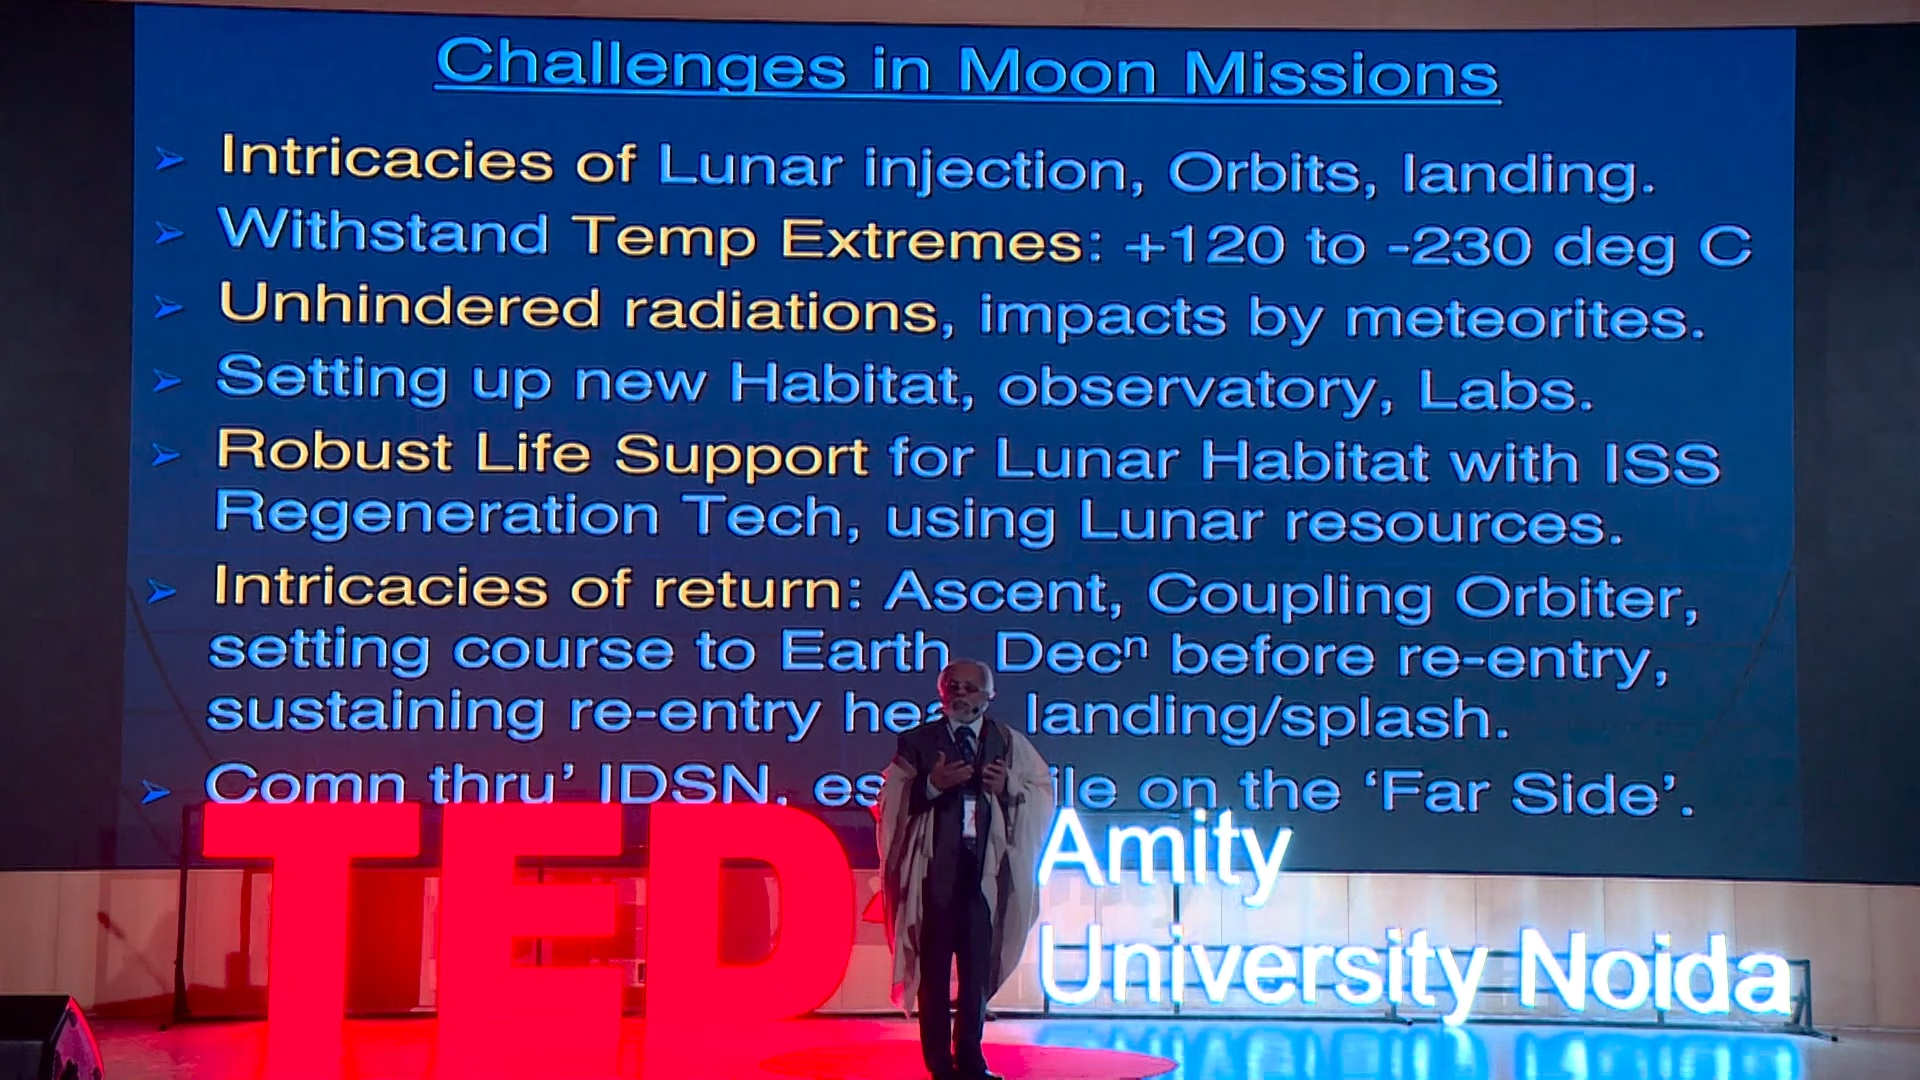 Challenges in Moon Missions
➢ Intricacies of Lunar injection, Orbits, landing.
➢ Withstand Temp Extremes: +120 to -230 deg C
➢ Unhindered radiations, impacts by meteorites.
➢ Setting up new Habitat, observatory, Labs.
➢ Robust Life Support for Lunar Habitat with ISS
Regeneration Tech, using Lunar resources.
➢ Intricacies of return: Ascent, Coupling Orbiter,
setting course to Earth, Decⁿ before re-entry,
sustaining re-entry landing/splash.
➢ Comn thru’ IDSN, on the ‘Far Side’.
TED
Amity
University Noida